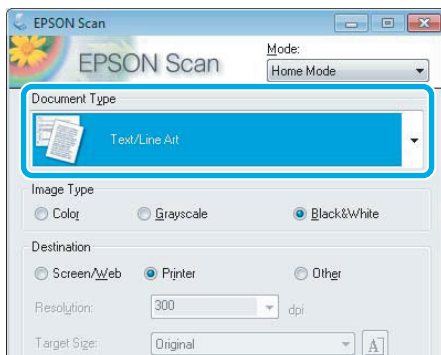 EPSON Scan
EPSON Scan
Mode:
Home Mode
Document Type
Text/Line Art
Image Type
Color Grayscale Black&White
Destination
Screen/Web Printer Other
Resolution: 300 dpi
Target Size: Original A